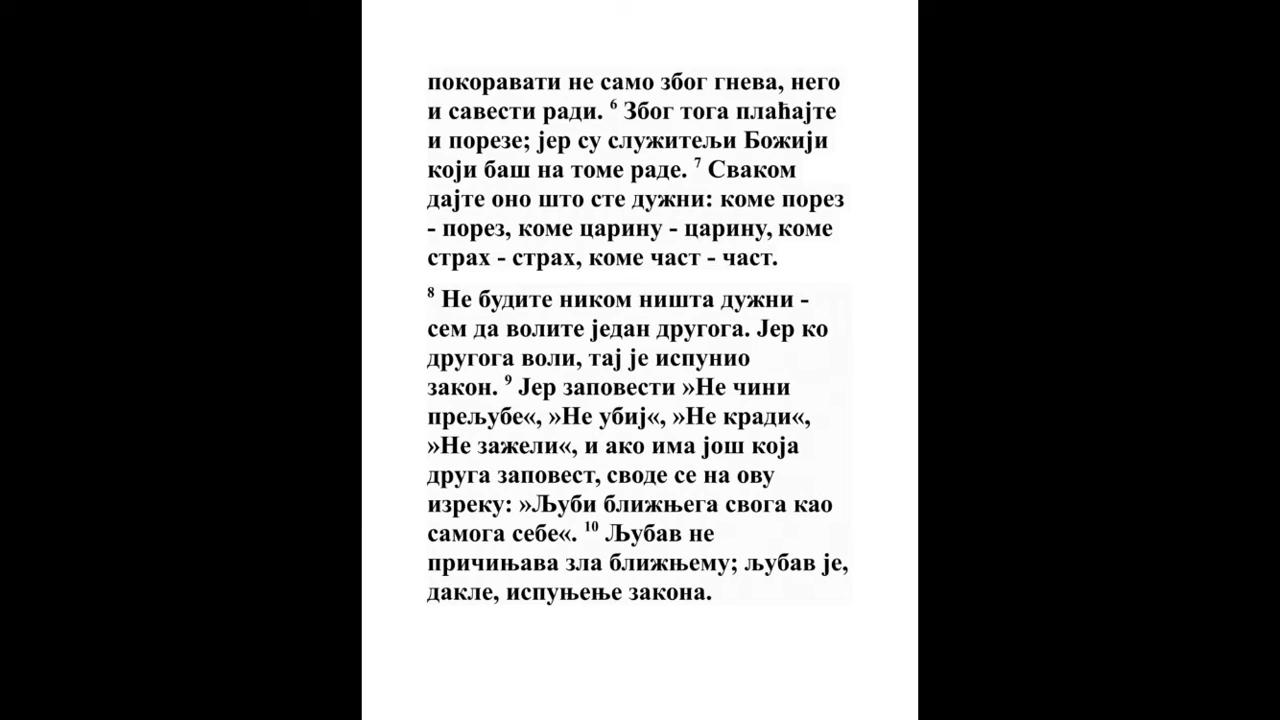 покоравати не само због гнева, него
и савести ради. 6 Због тога плаћајте
и порезе; јер су служитељи Божији
који баш на томе раде. 7 Сваком
дајте оно што сте дужни: коме порез
- порез, коме царину - царину, коме
страх - страх, коме част - част.
8 Не будите ником ништа дужни -
сем да волите један другога. Јер ко
другога воли, тај је испунио
закон. 9 Јер заповести »Не чини
прељубе«, »Не убиј«, »Не кради«,
»Не зажели«, и ако има још која
друга заповест, своде се на ову
изреку: »Љуби ближњега свога као
самога себе«. 10 Љубав не
причињава зла ближњему; љубав је,
дакле, испуњење закона.